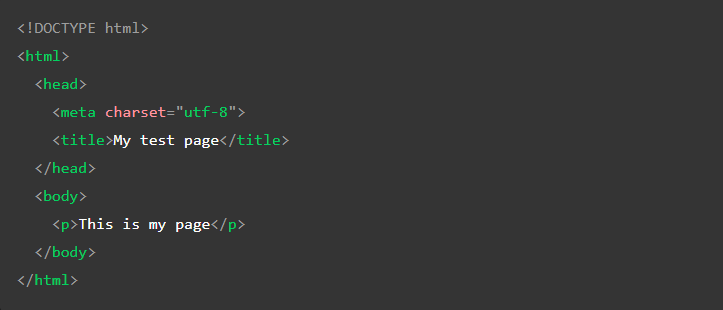 <!DOCTYPE html>
<html>
  <head>
    <meta charset="utf-8">
    <title>My test page</title>
  </head>
  <body>
    <p>This is my page</p>
  </body>
</html>